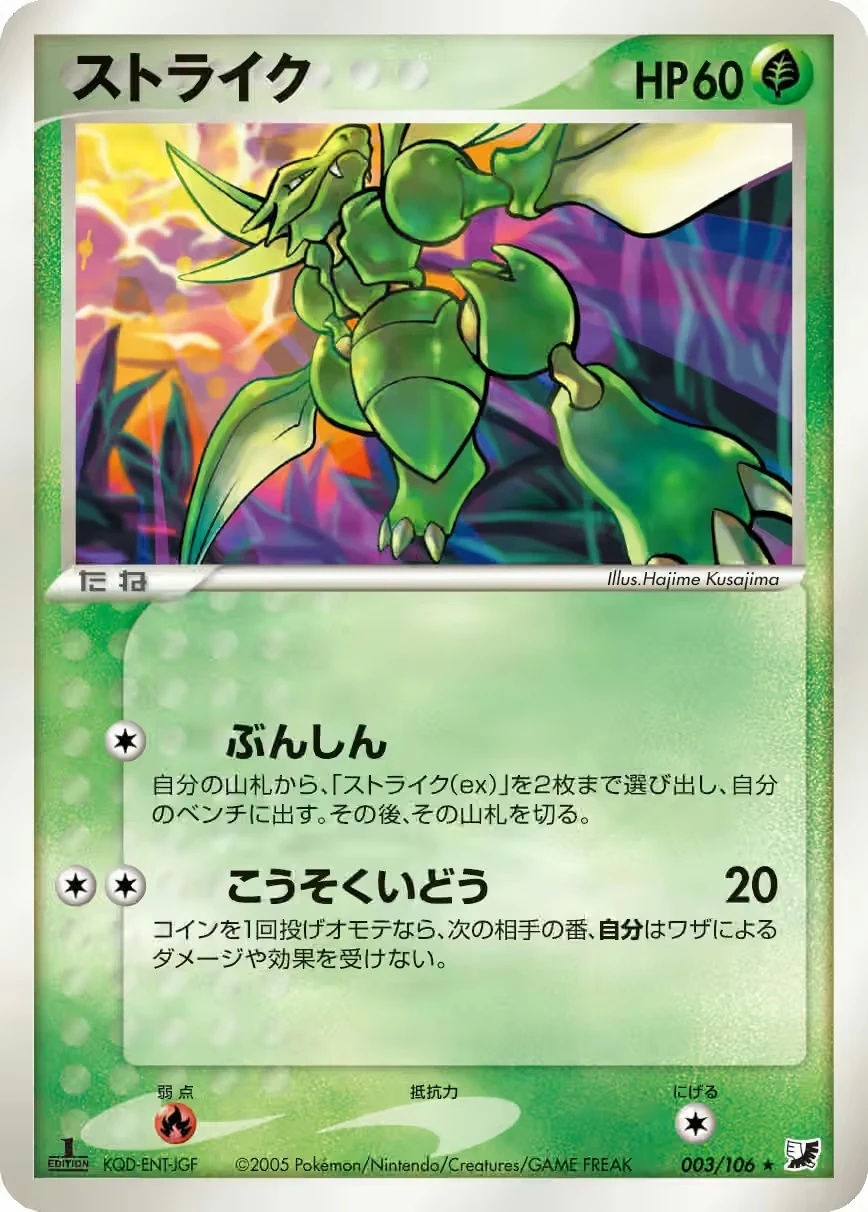 ストライク
HP60
たね
Illus.Hajime Kusajima
ぶんしん
自分の山札から、「ストライク(ex)」を2枚まで選び出し、自分
のベンチに出す。その後、その山札を切る。
こうそくいどう 20
コインを1回投げオモテなら、次の相手の番、自分はワザによる
ダメージや効果を受けない。
弱点 抵抗力 にげる
1
EDITION
KQD-ENT-JGF ©2005 Pokémon/Nintendo/Creatures/GAME FREAK 003/106 ★